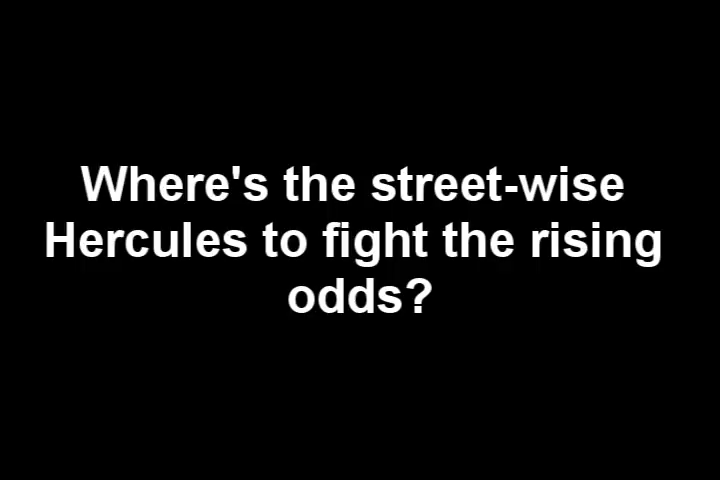 Where's the street-wise
Hercules to fight the rising
odds?